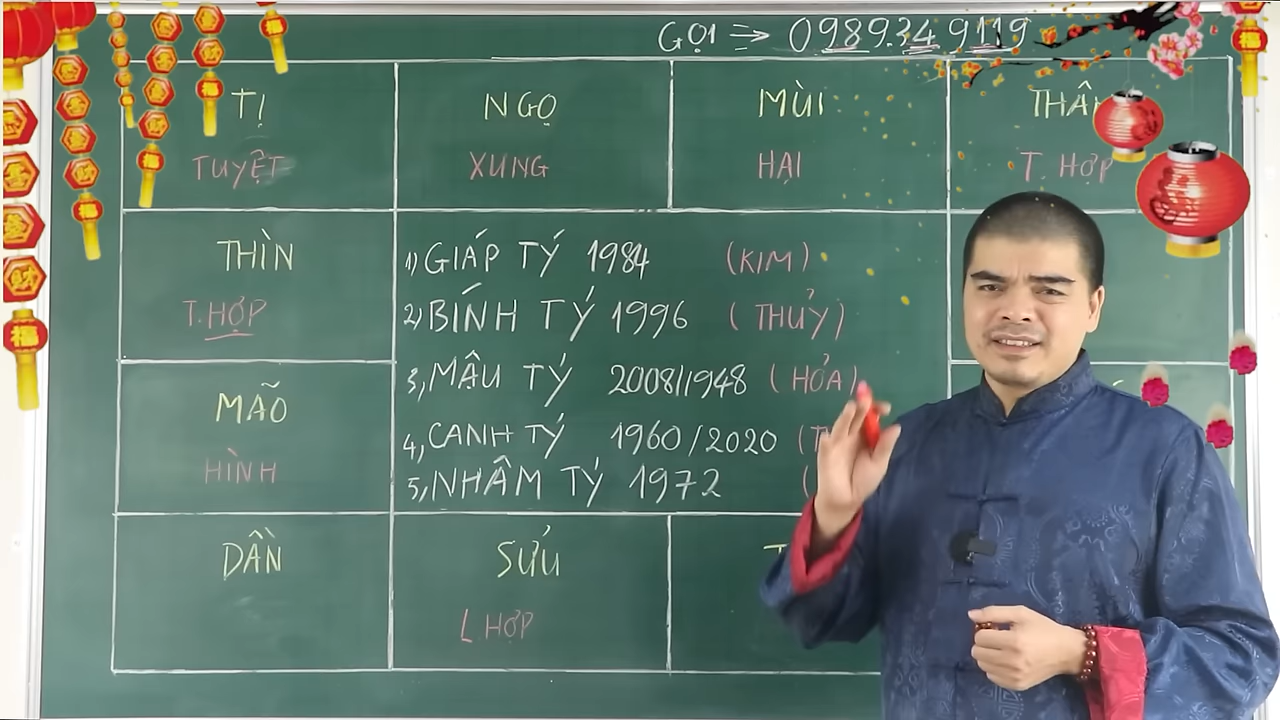 GỌI => 0989.34 9119
TỊ
TUYỆT
NGỌ
XUNG
MÙI
HẠI
T. HỢP
THÌN
T.HỢP
1) GIÁP TÝ 1984 (KIM)
2) BÍNH TÝ 1996 (THỦY)
3, MẬU TÝ 2008/1948 (HỎA)
4, CANH TÝ 1960/2020
5, NHÂM TÝ 1972
MÃO
HÌNH
DẦN
SỬU
L HỢP